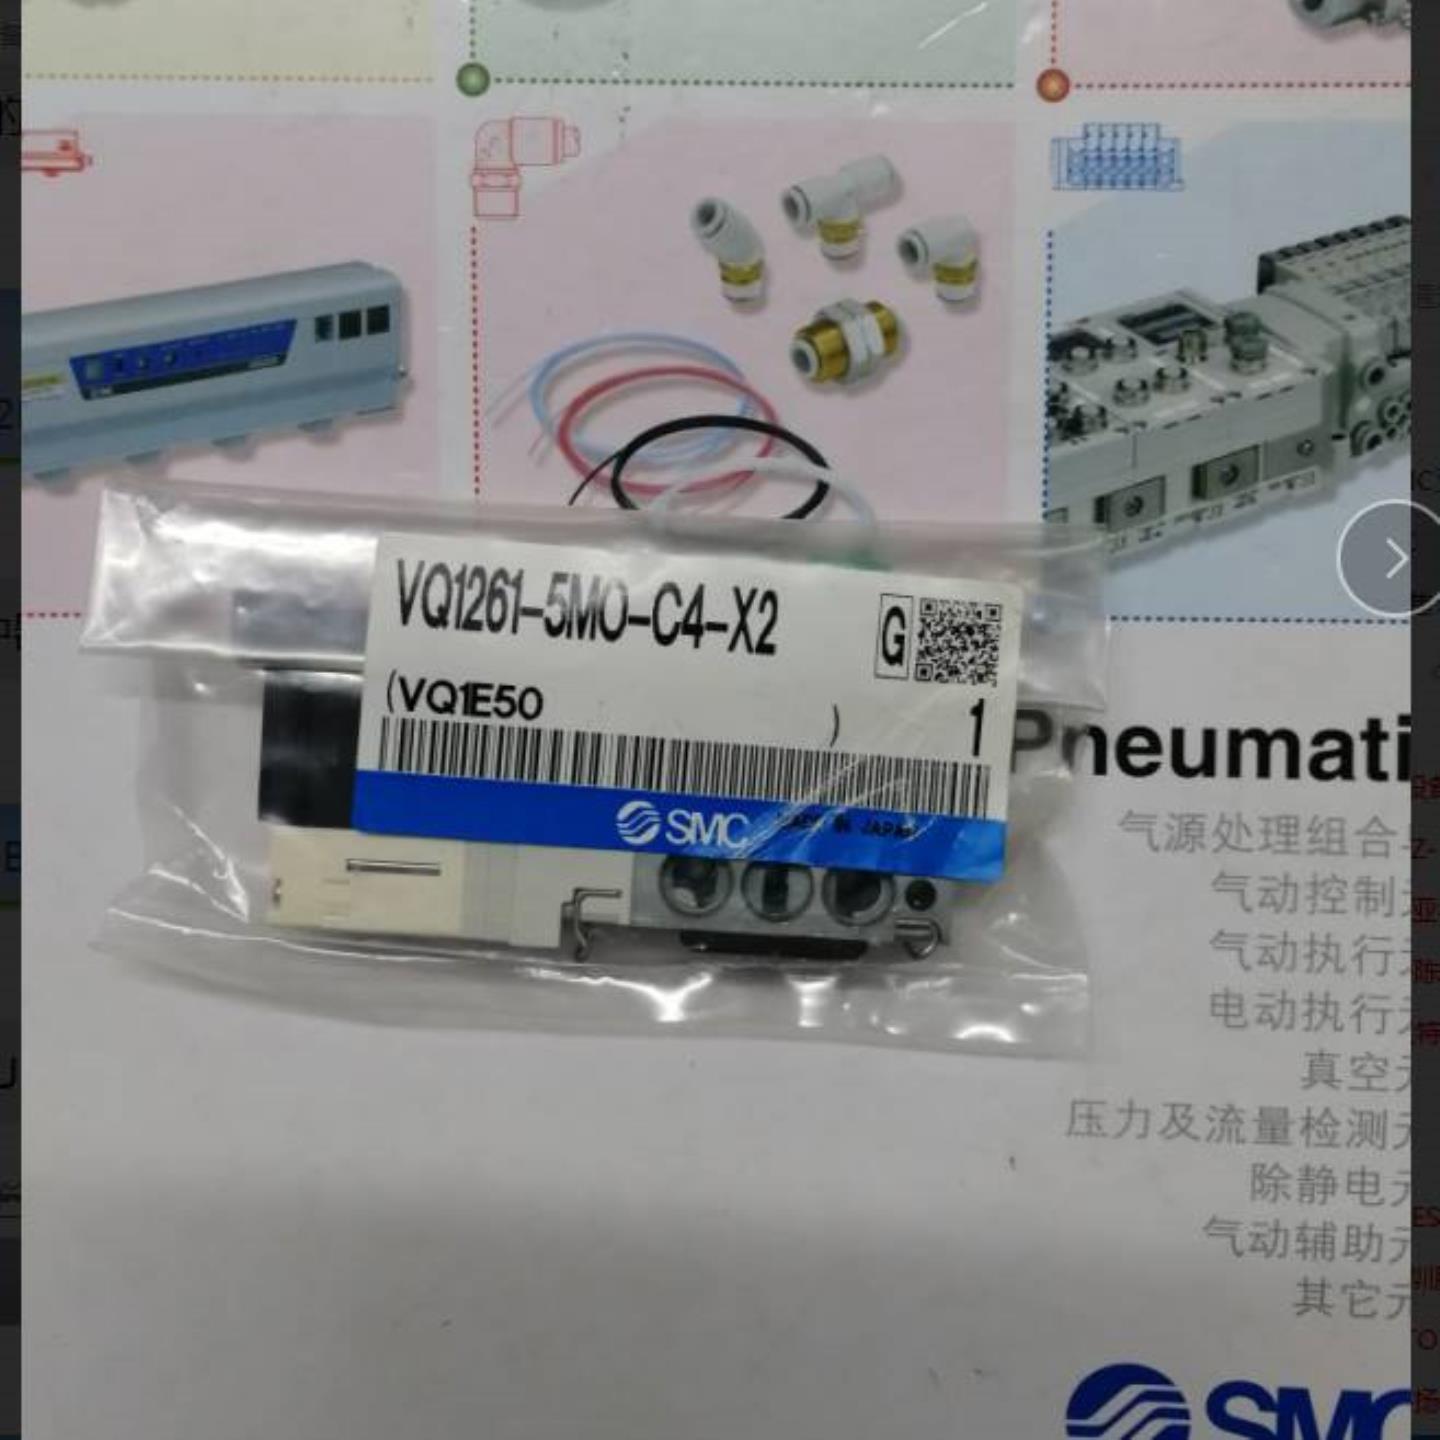 VQ1261-5MO-C4-X2
G
(VQ1E50 )
1
SMC MADE IN JAPAN
Pneumati
气源处理组合
气动控制
气动执行
电动执行
真空
压力及流量检测
除静电
气动辅助
其它
SMC